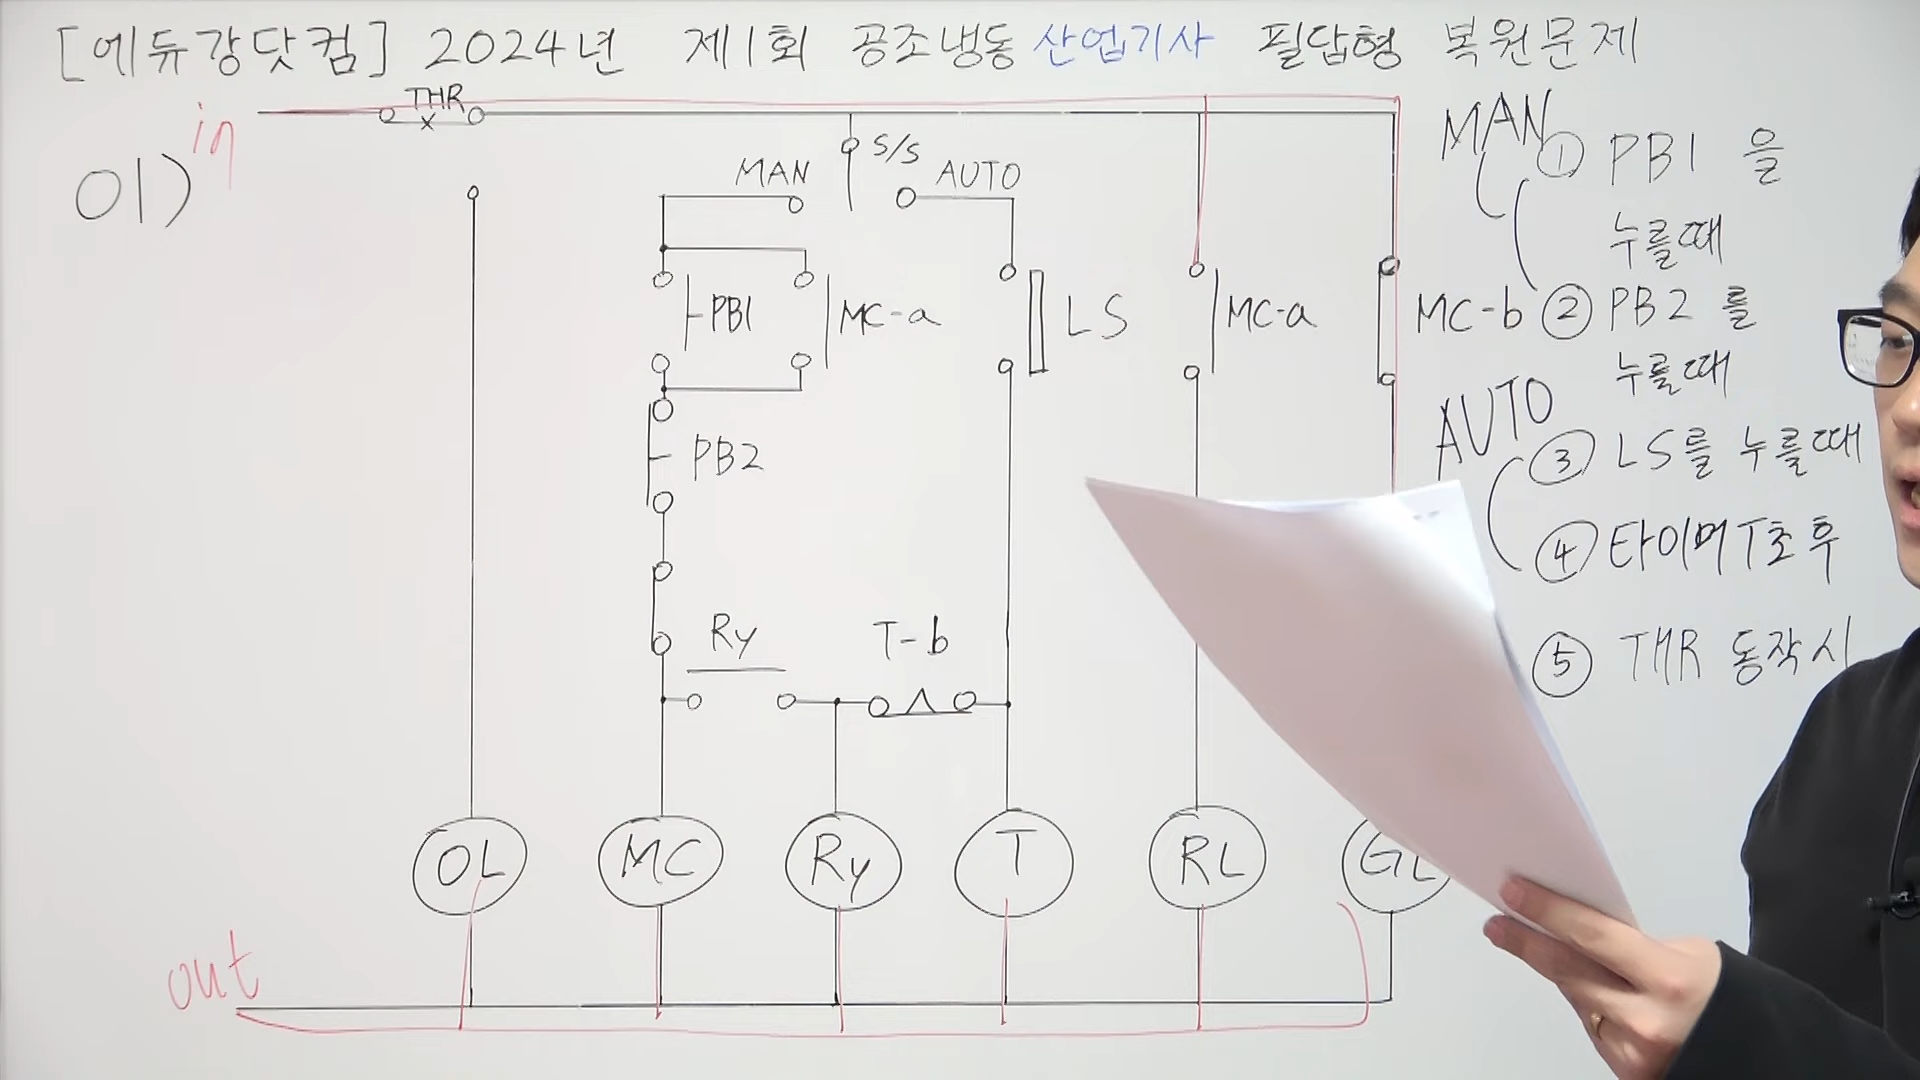 [에듀강닷컴] 2024년 제1회 공조냉동산업기사 필답형 복원문제
THR
in
01)
S/S
MAN
AUTO
PB1
MC-a
LS
MC-a
MC-b
PB2
Ry
T-b
OL
MC
Ry
T
RL
GL
out
MAN
① PB1 을
누를때
② PB2 를
누를때
AUTO
③ LS를 누를때
④ 타이머 T초 후
⑤ THR 동작시